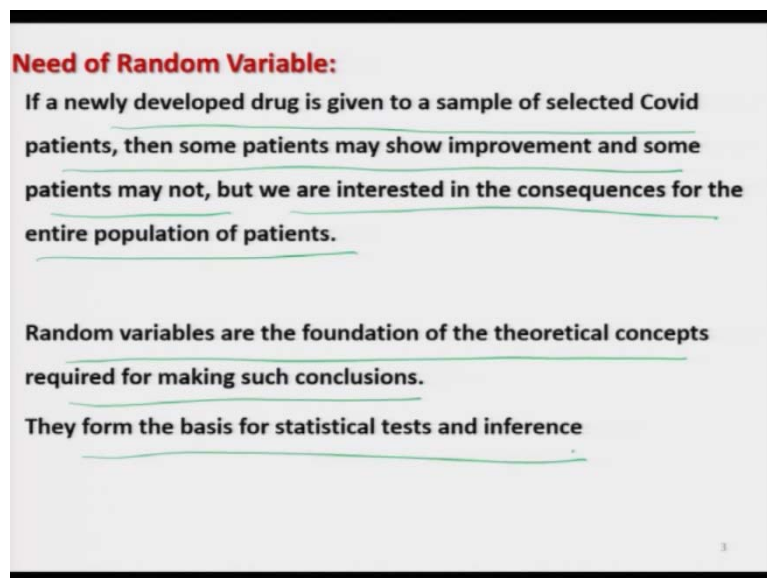 Need of Random Variable:
If a newly developed drug is given to a sample of selected Covid
patients, then some patients may show improvement and some
patients may not, but we are interested in the consequences for the
entire population of patients.
Random variables are the foundation of the theoretical concepts
required for making such conclusions.
They form the basis for statistical tests and inference
3